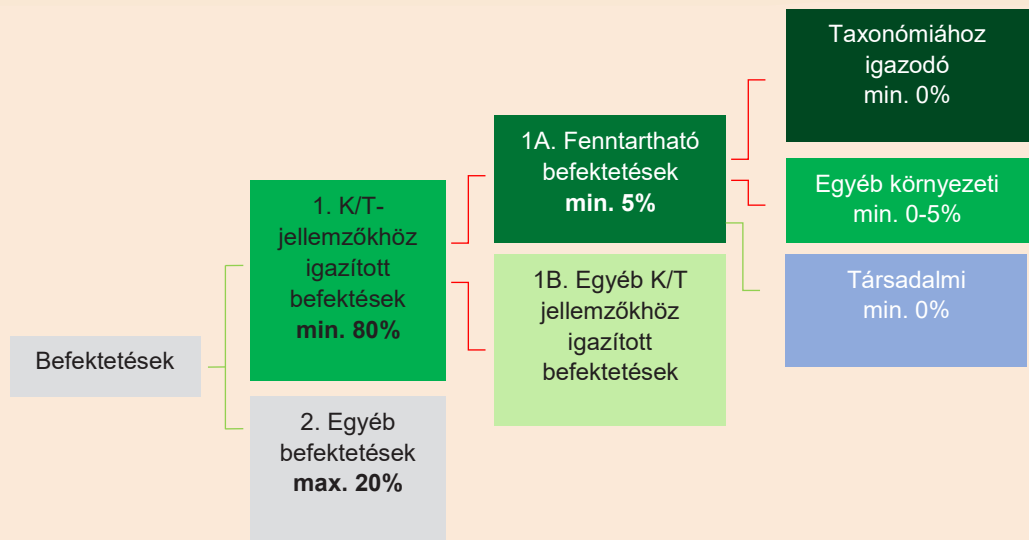 Befektetések
1. K/T-
jellemzőkhöz
igazított
befektések
min. 80%
2. Egyéb
befektetések
max. 20%
1A. Fenntartható
befektetések
min. 5%
1B. Egyéb K/T
jellemzőkhöz
igazított
befektetések
Taxonómiához
igazodó
min. 0%
Egyéb környezeti
min. 0-5%
Társadalmi
min. 0%